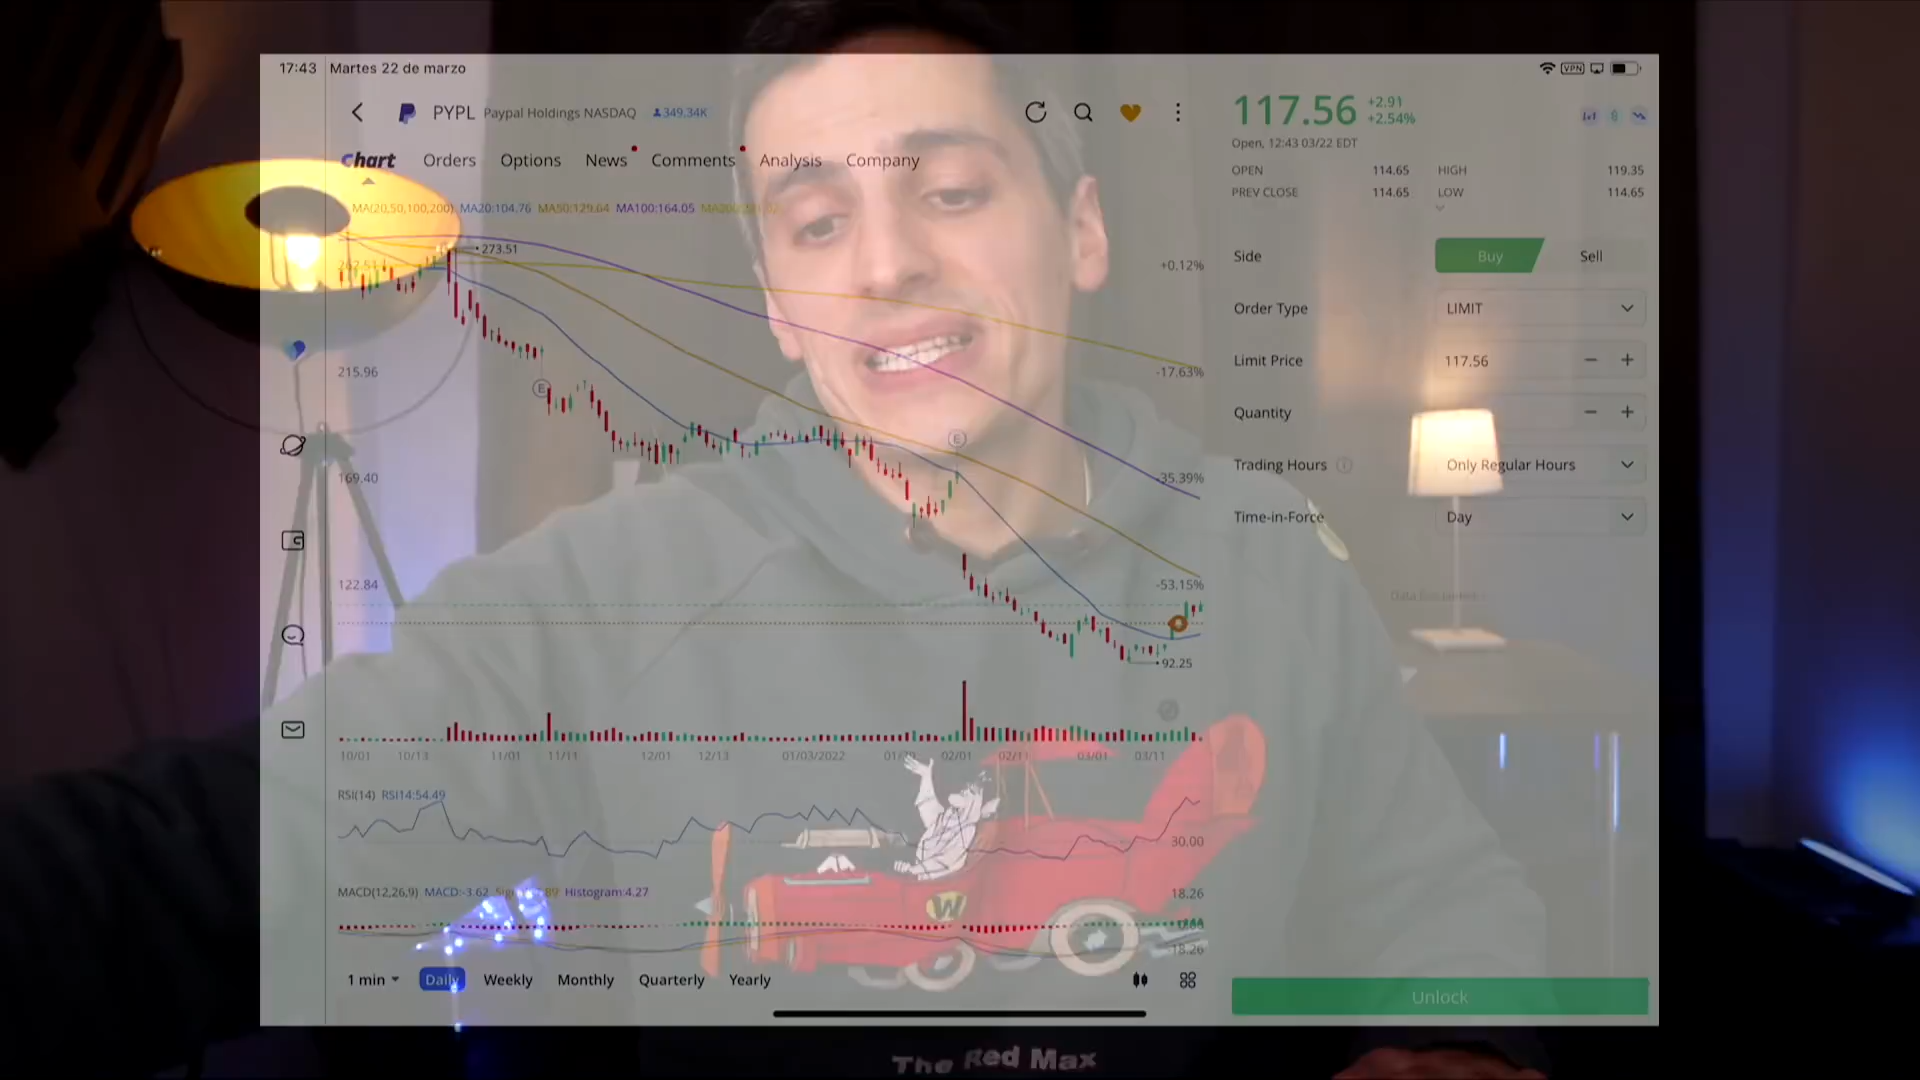 17:43 Martes 22 de marzo
VPN
PYPL Paypal Holdings NASDAQ 349.34K
Chart Orders Options News Comments Analysis Company
MA(20,50,100,200) MA20:104.76 MA50:129.64 MA100:164.05
273.51
262.51
+0.12%
215.96
-17.63%
E
E
169.40
-35.39%
122.84
-53.15%
92.25
10/01 10/13 11/01 11/11 12/01 12/13 01/03/2022 02/01 02/11 03/01 03/11
RSI(14) RSI14:54.49
30.00
MACD(12,26,9) MACD:-3.62 Histogram:4.27
18.26
W
1 min Daily Weekly Monthly Quarterly Yearly
117.56 +2.91
+2.54%
Open, 12:43 03/22 EDT
OPEN 114.65 HIGH 119.35
PREV CLOSE 114.65 LOW 114.65
Side Buy Sell
Order Type LIMIT
Limit Price 117.56
Quantity
Trading Hours Only Regular Hours
Time-in-Force Day
Unlock
The Red Max